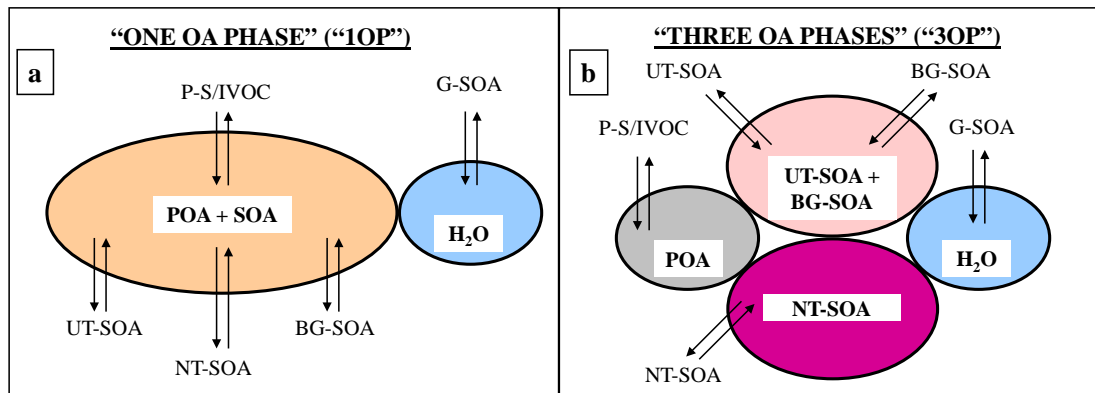 “ONE OA PHASE” (“1OP”)
a
P-S/IVOC
G-SOA
POA + SOA
H₂O
UT-SOA
BG-SOA
NT-SOA
“THREE OA PHASES” (“3OP”)
b
UT-SOA
BG-SOA
P-S/IVOC
G-SOA
UT-SOA +
BG-SOA
POA
H₂O
NT-SOA
NT-SOA